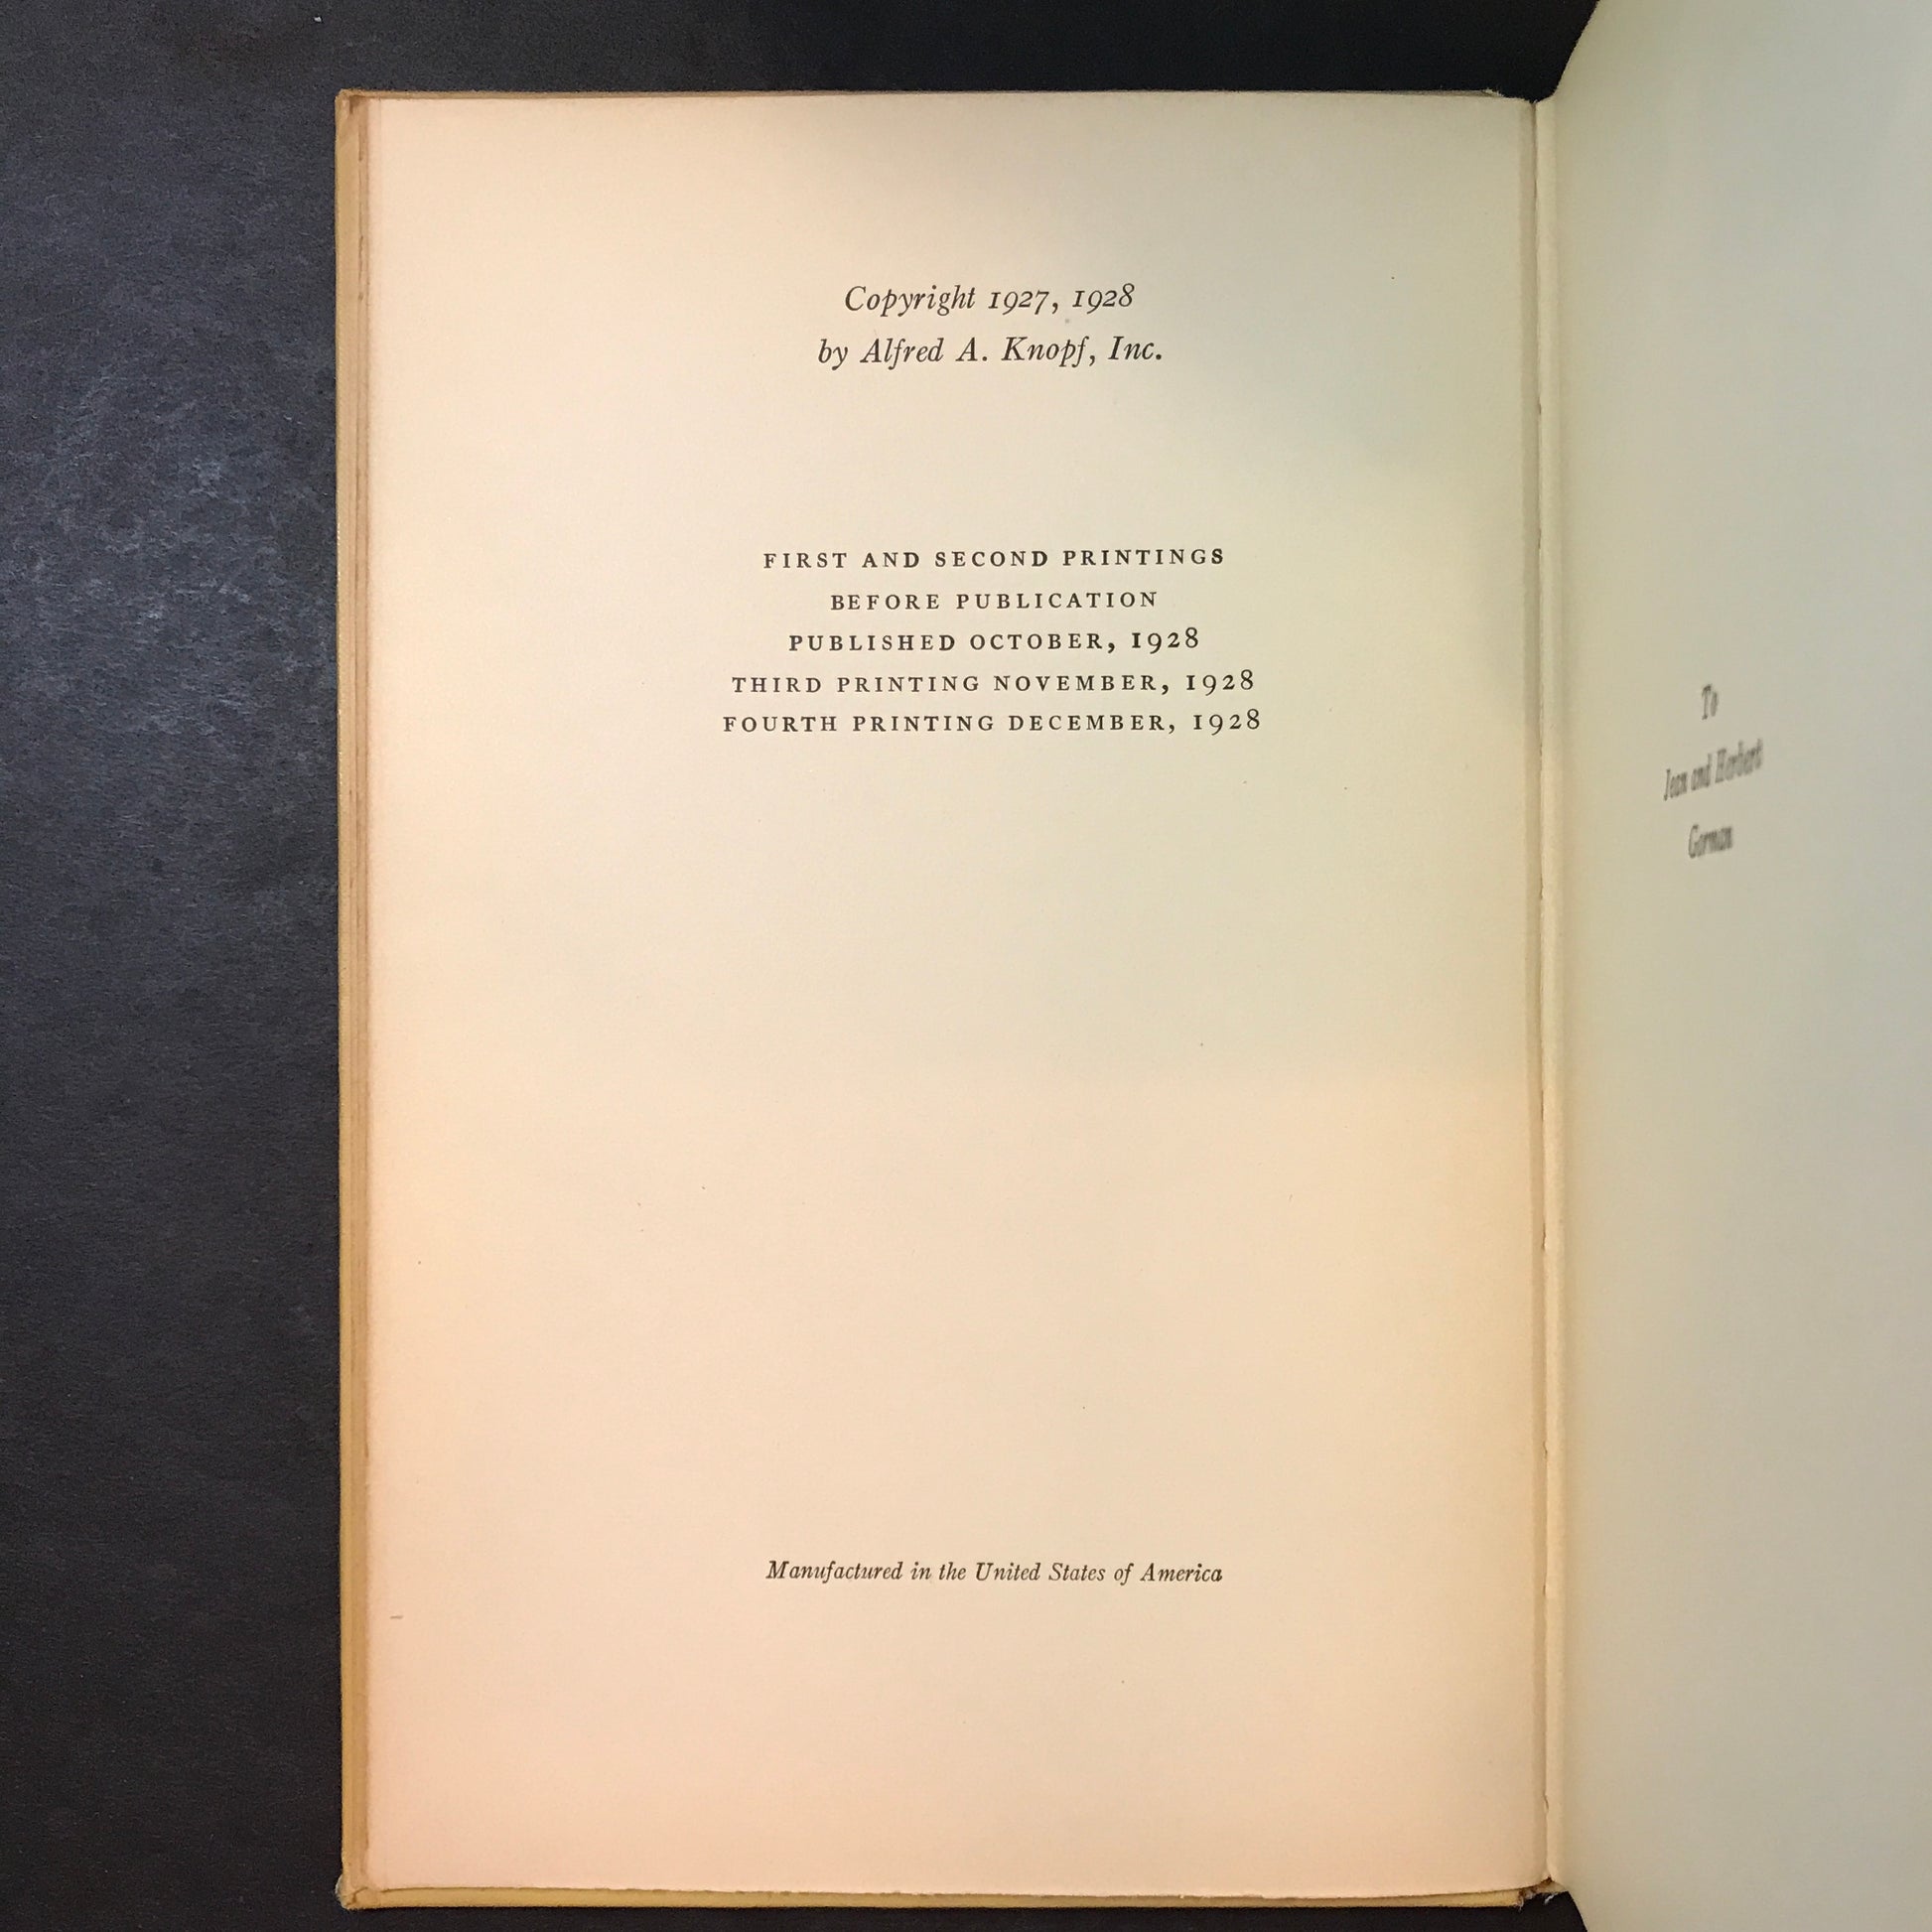 Copyright 1927, 1928
by Alfred A. Knopf, Inc.
FIRST AND SECOND PRINTINGS
BEFORE PUBLICATION
PUBLISHED OCTOBER, 1928
THIRD PRINTING NOVEMBER, 1928
FOURTH PRINTING DECEMBER, 1928
Manufactured in the United States of America
To
Jean and Herbert
Gorman